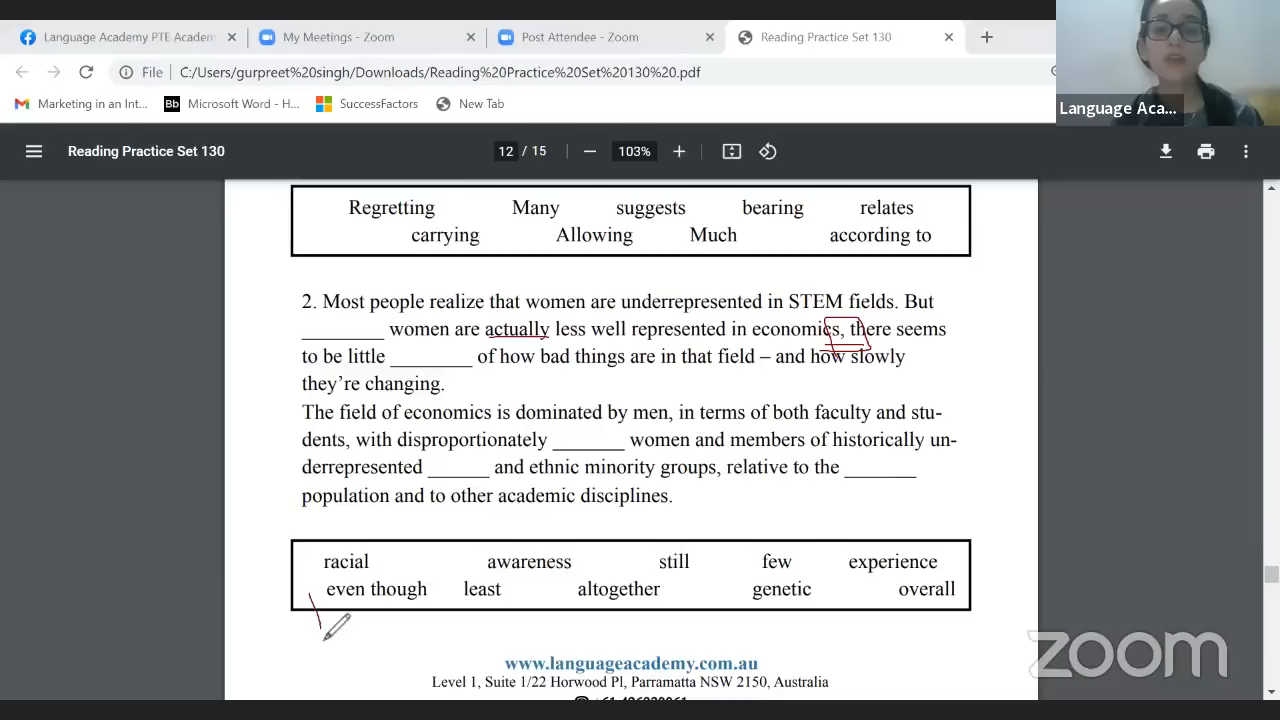 Language Academy PTE Academ
My Meetings - Zoom
Post Attendee - Zoom
Reading Practice Set 130
File
C:/Users/gurpreet%20singh/Downloads/Reading%20Practice%20Set%20130%20.pdf
Marketing in an Int...
Bb
Microsoft Word - H...
SuccessFactors
New Tab
Language Aca...
Reading Practice Set 130
12 / 15
103%
Regretting Many suggests bearing relates
carrying Allowing Much according to
2. Most people realize that women are underrepresented in STEM fields. But
________ women are actually less well represented in economics, there seems
to be little ________ of how bad things are in that field – and how slowly
they’re changing.
The field of economics is dominated by men, in terms of both faculty and stu-
dents, with disproportionately _______ women and members of historically un-
derrepresented ______ and ethnic minority groups, relative to the _______
population and to other academic disciplines.
racial awareness still few experience
even though least altogether genetic overall
www.languageacademy.com.au
Level 1, Suite 1/22 Horwood Pl, Parramatta NSW 2150, Australia
zoom